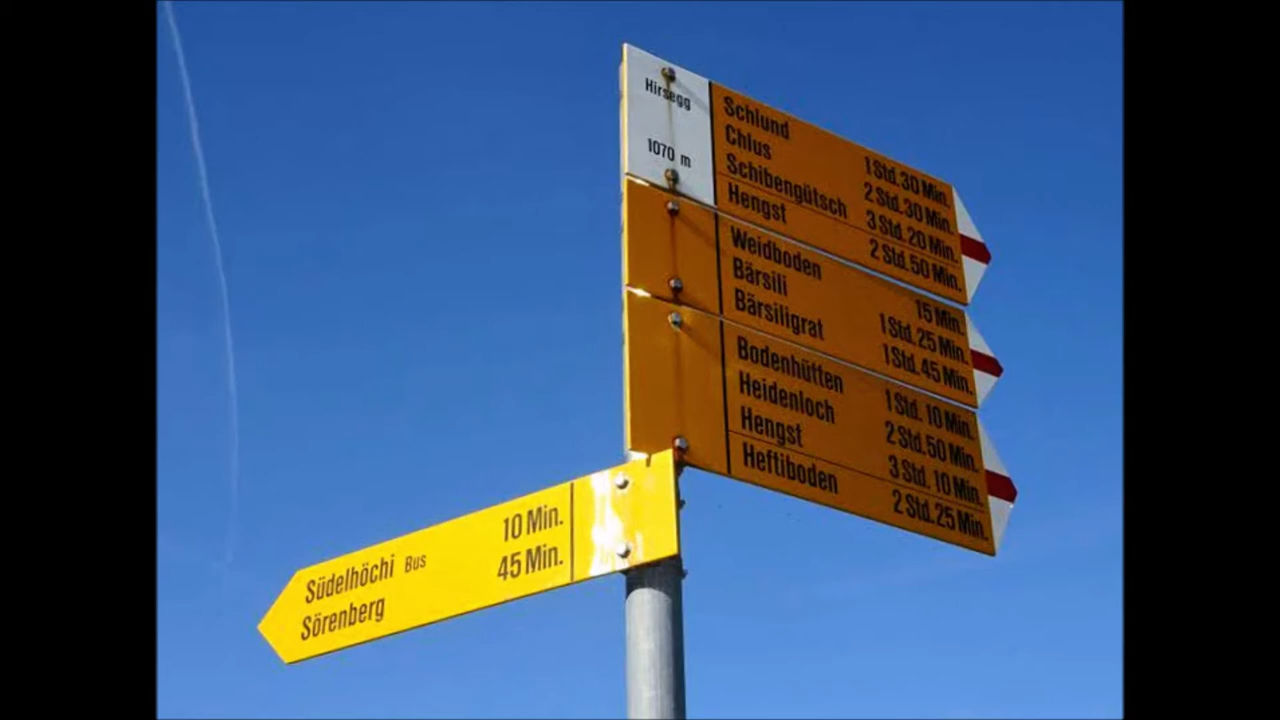 Hirsegg
1070 m
Schlund 1 Std. 30 Min.
Chlus 2 Std. 30 Min.
Schibengütsch 3 Std. 20 Min.
Hengst 2 Std. 50 Min.
Weidboden 15 Min.
Bärsili 1 Std. 25 Min.
Bärsiligrat 1 Std. 45 Min.
Bodenhütten 1 Std. 10 Min.
Heidenloch 2 Std. 50 Min.
Hengst 3 Std. 10 Min.
Heftiboden 2 Std. 25 Min.
Südelhöchi Bus 10 Min.
Sörenberg 45 Min.